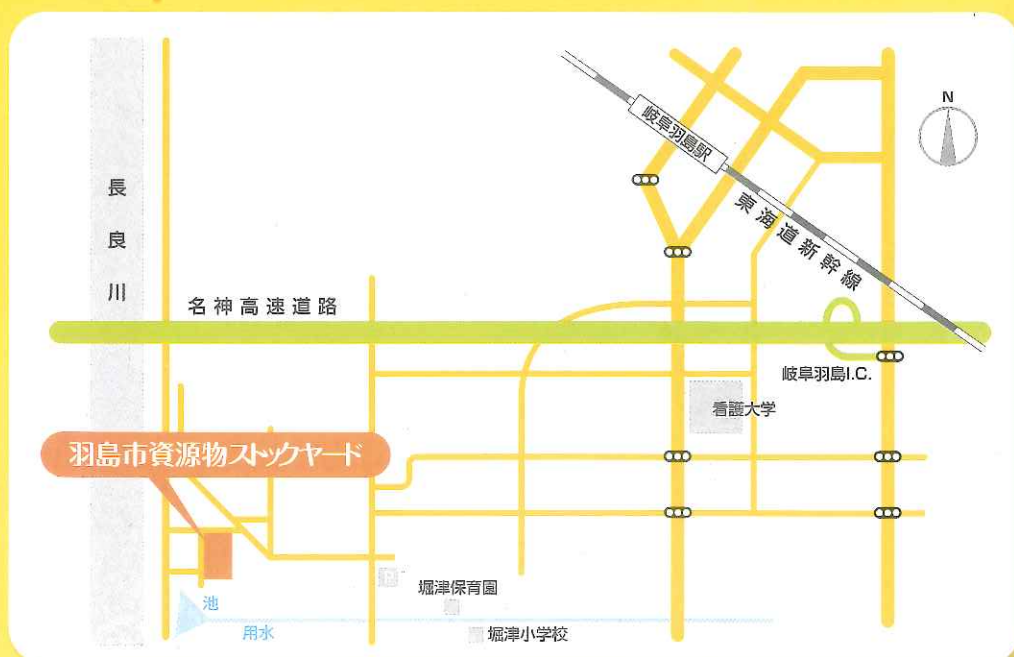 N
岐阜羽島駅
東海道新幹線
長良川
名神高速道路
岐阜羽島I.C.
看護大学
羽島市資源物ストックヤード
堀津保育園
池
用水
堀津小学校